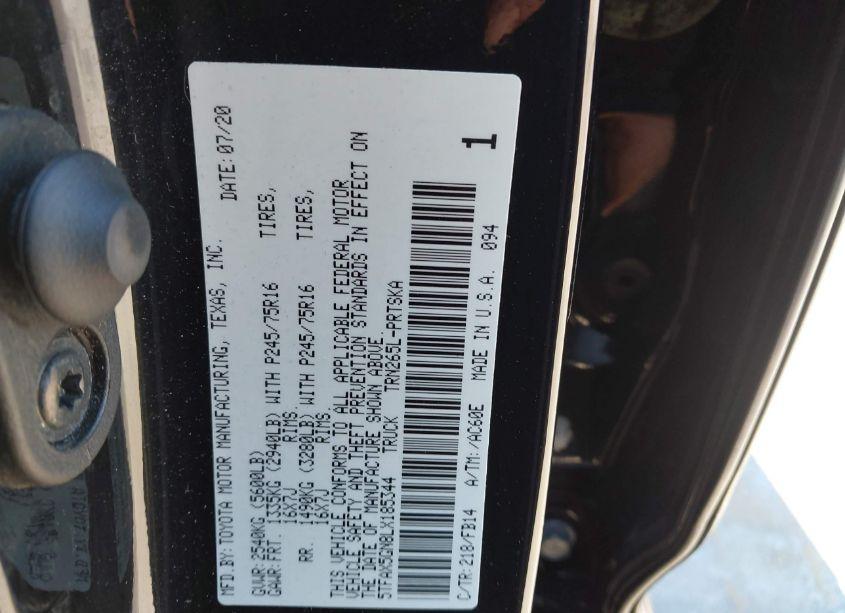 MFD.BY:TOYOTA MOTOR MANUFACTURING, TEXAS, INC. DATE:07/20
GVWR:2540KG (5600LB)
GAWR:FRT. 1335KG (2940LB) WITH P245/75R16 TIRES,
16X7J RIMS.
RR. 1490KG (3280LB) WITH P245/75R16 TIRES,
16X7J RIMS
THIS VEHICLE CONFORMS TO ALL APPLICABLE FEDERAL MOTOR
VEHICLE SAFETY AND THEFT PREVENTION STANDARDS IN EFFECT ON
THE DATE OF MANUFACTURE SHOWN ABOVE.
5TFAX5GN8LX185344 TRUCK TRN265L-PRTSKA
C/TR:218/FB14 A/TM:/AC60E MADE IN U.S.A. 094
1